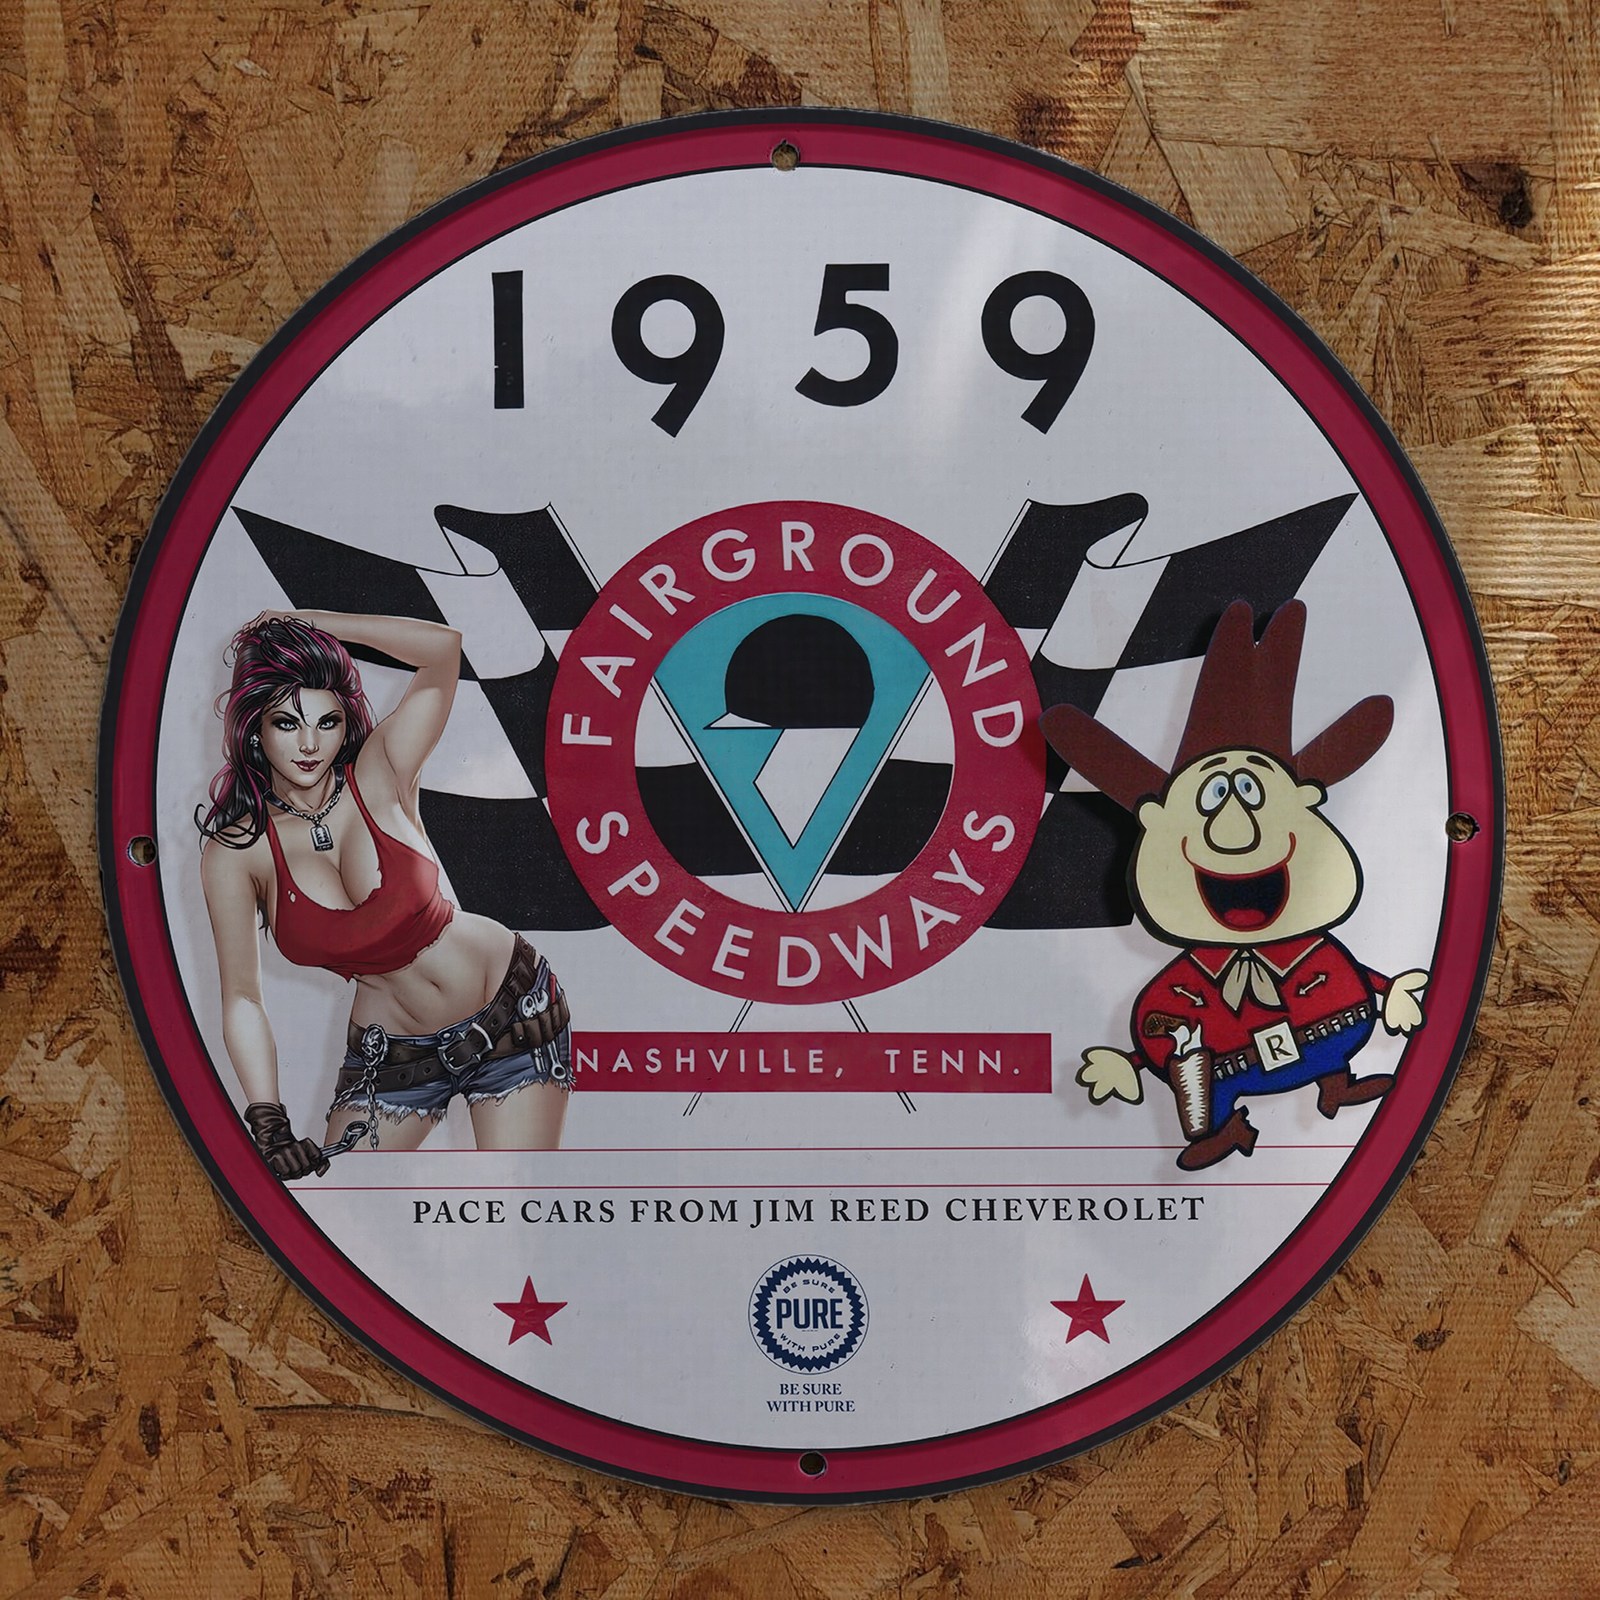 1959
FAIRGROUNDS
SPEEDWAYS
NASHVILLE, TENN.
R
PACE CARS FROM JIM REED CHEVEROLET
BE SURE
PURE
WITH PURE
BE SURE
WITH PURE